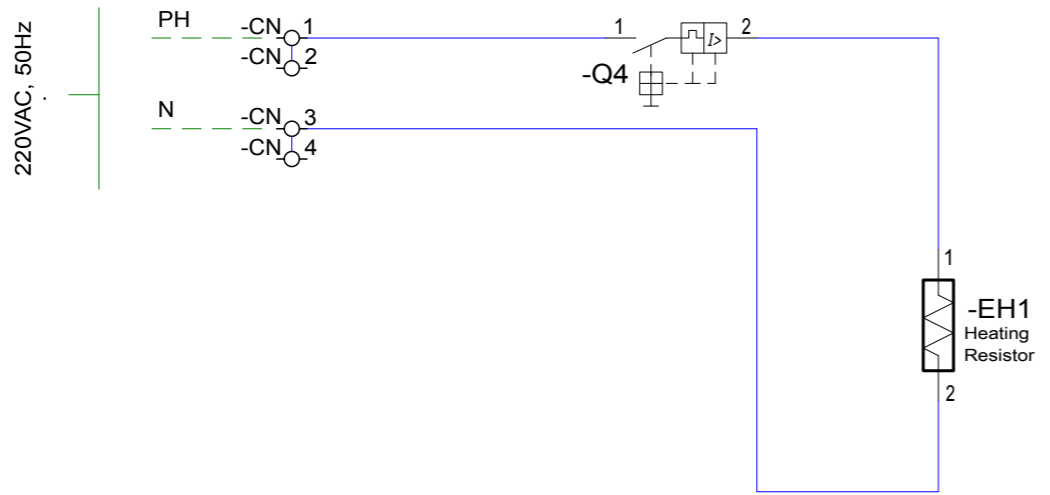 220VAC, 50Hz
PH
-CN 1
-CN 2
1
2
-Q4
I>
N
-CN 3
-CN 4
1
-EH1
Heating
Resistor
2